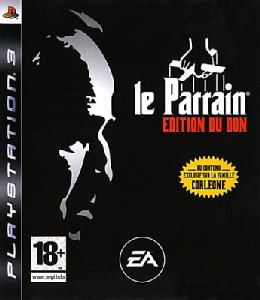 PLAYSTATION 3
le Parrain®
EDITION DU DON
DU CONTENU
EXCLUSIF SUR LA FAMILLE
CORLEONE
18+
www.pegi.info
EA